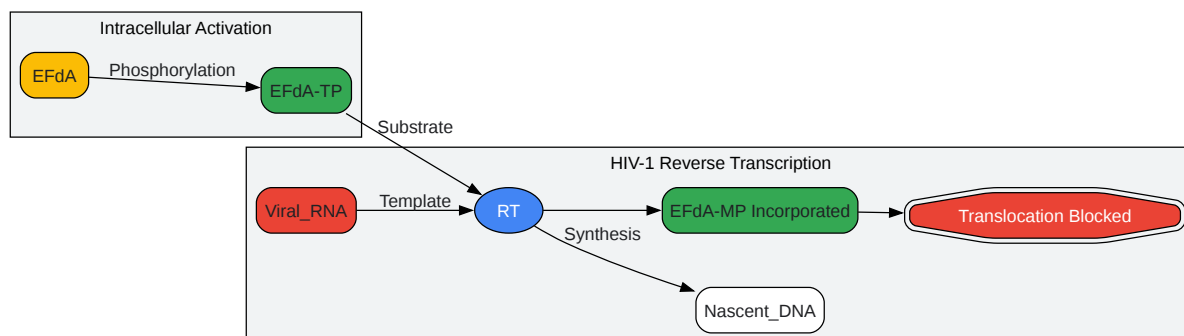 Intracellular Activation
EFdA
Phosphorylation
EFdA-TP
Substrate
HIV-1 Reverse Transcription
Viral_RNA
Template
RT
EFdA-MP Incorporated
Translocation Blocked
Synthesis
Nascent_DNA